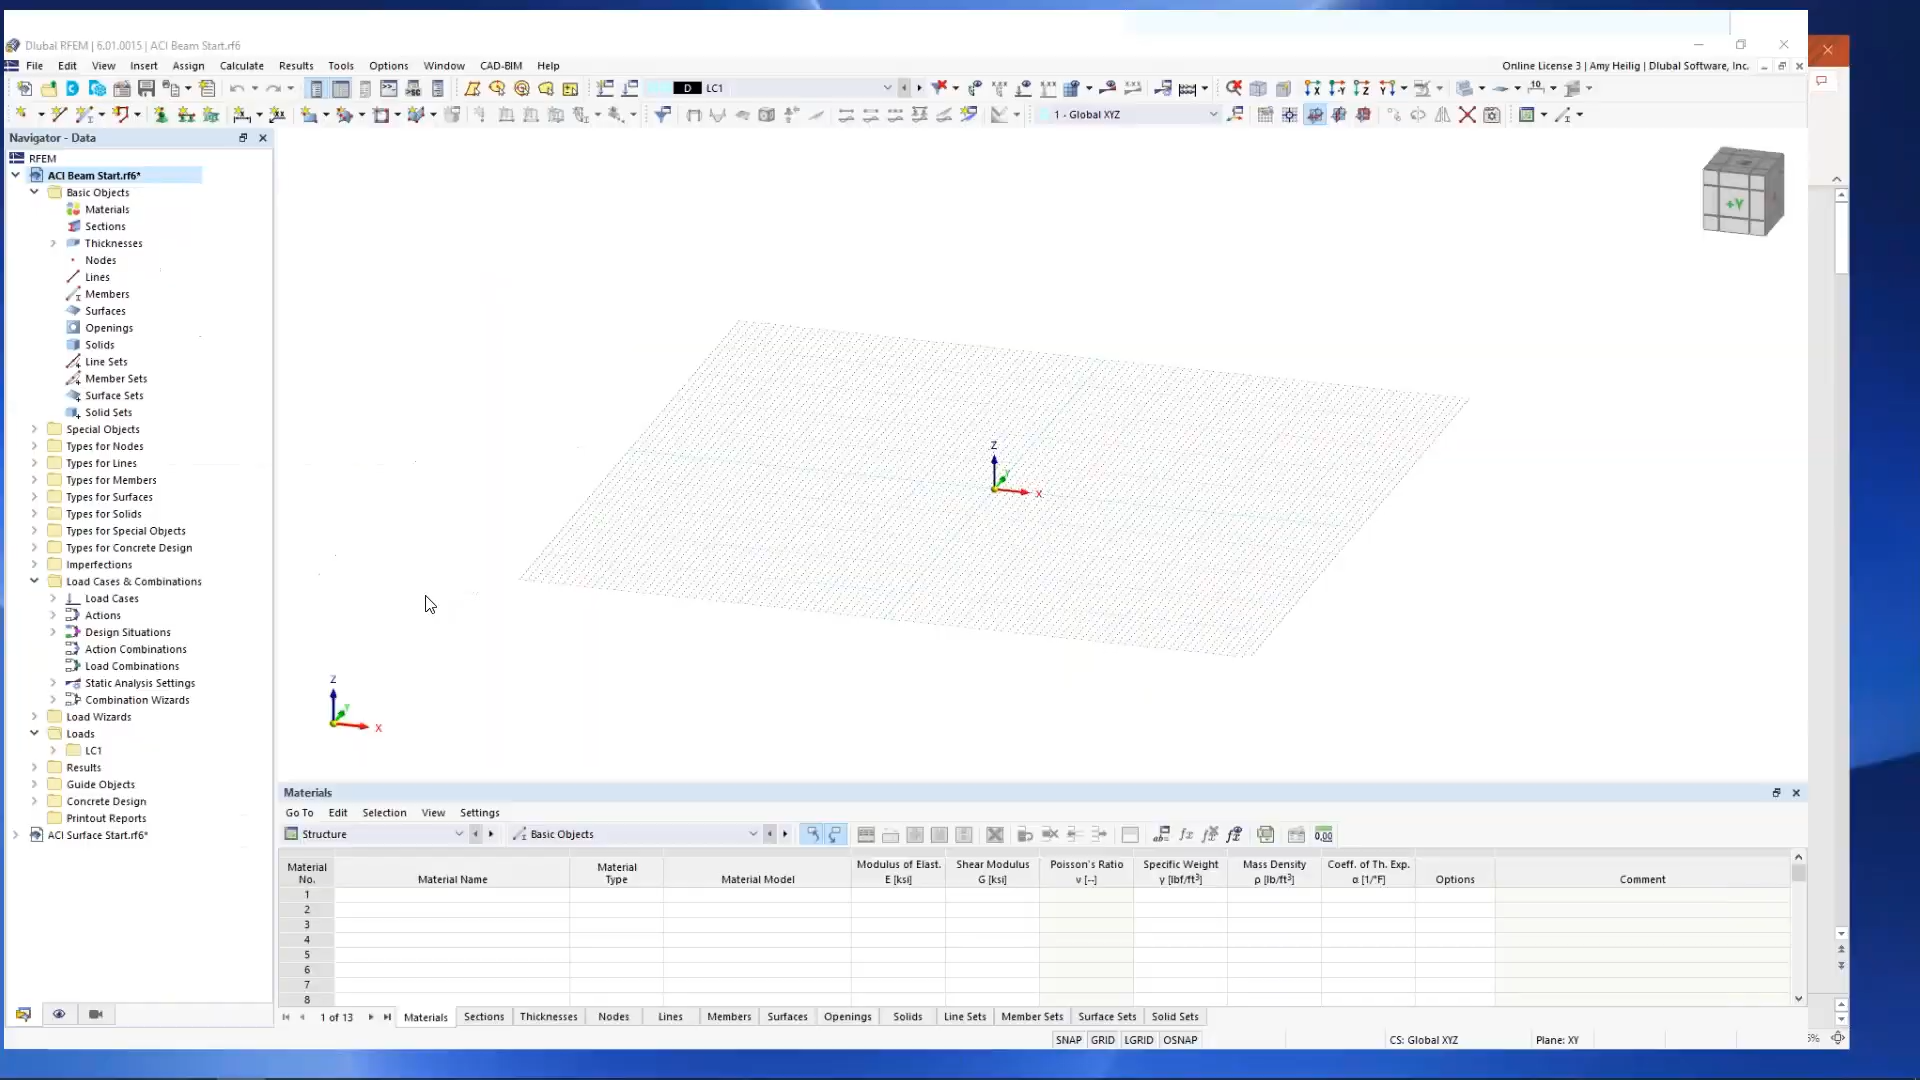 Dlubal RFEM | 6.01.0015 | ACI Beam Start.rf6
File Edit View Insert Assign Calculate Results Tools Options Window CAD-BIM Help
Online License 3 | Amy Heilig | Dlubal Software, Inc.
D LC1
1 - Global XYZ
Navigator - Data
RFEM
ACI Beam Start.rf6*
Basic Objects
Materials
Sections
Thicknesses
Nodes
Lines
Members
Surfaces
Openings
Solids
Line Sets
Member Sets
Surface Sets
Solid Sets
Special Objects
Types for Nodes
Types for Lines
Types for Members
Types for Surfaces
Types for Solids
Types for Special Objects
Types for Concrete Design
Imperfections
Load Cases & Combinations
Load Cases
Actions
Design Situations
Action Combinations
Load Combinations
Static Analysis Settings
Combination Wizards
Load Wizards
Loads
LC1
Results
Guide Objects
Concrete Design
Printout Reports
ACI Surface Start.rf6*
+Y
Z
Y
X
Z
Y
X
Materials
Go To Edit Selection View Settings
Structure Basic Objects 0,00
Material No. Material Name Material Type Material Model Modulus of Elast. E [ksi] Shear Modulus G [ksi] Poisson's Ratio ν [--] Specific Weight γ [lbf/ft³] Mass Density ρ [lb/ft³] Coeff. of Th. Exp. α [1/°F] Options Comment
1
2
3
4
5
6
7
8
1 of 13 Materials Sections Thicknesses Nodes Lines Members Surfaces Openings Solids Line Sets Member Sets Surface Sets Solid Sets
SNAP GRID LGRID OSNAP CS: Global XYZ Plane: XY